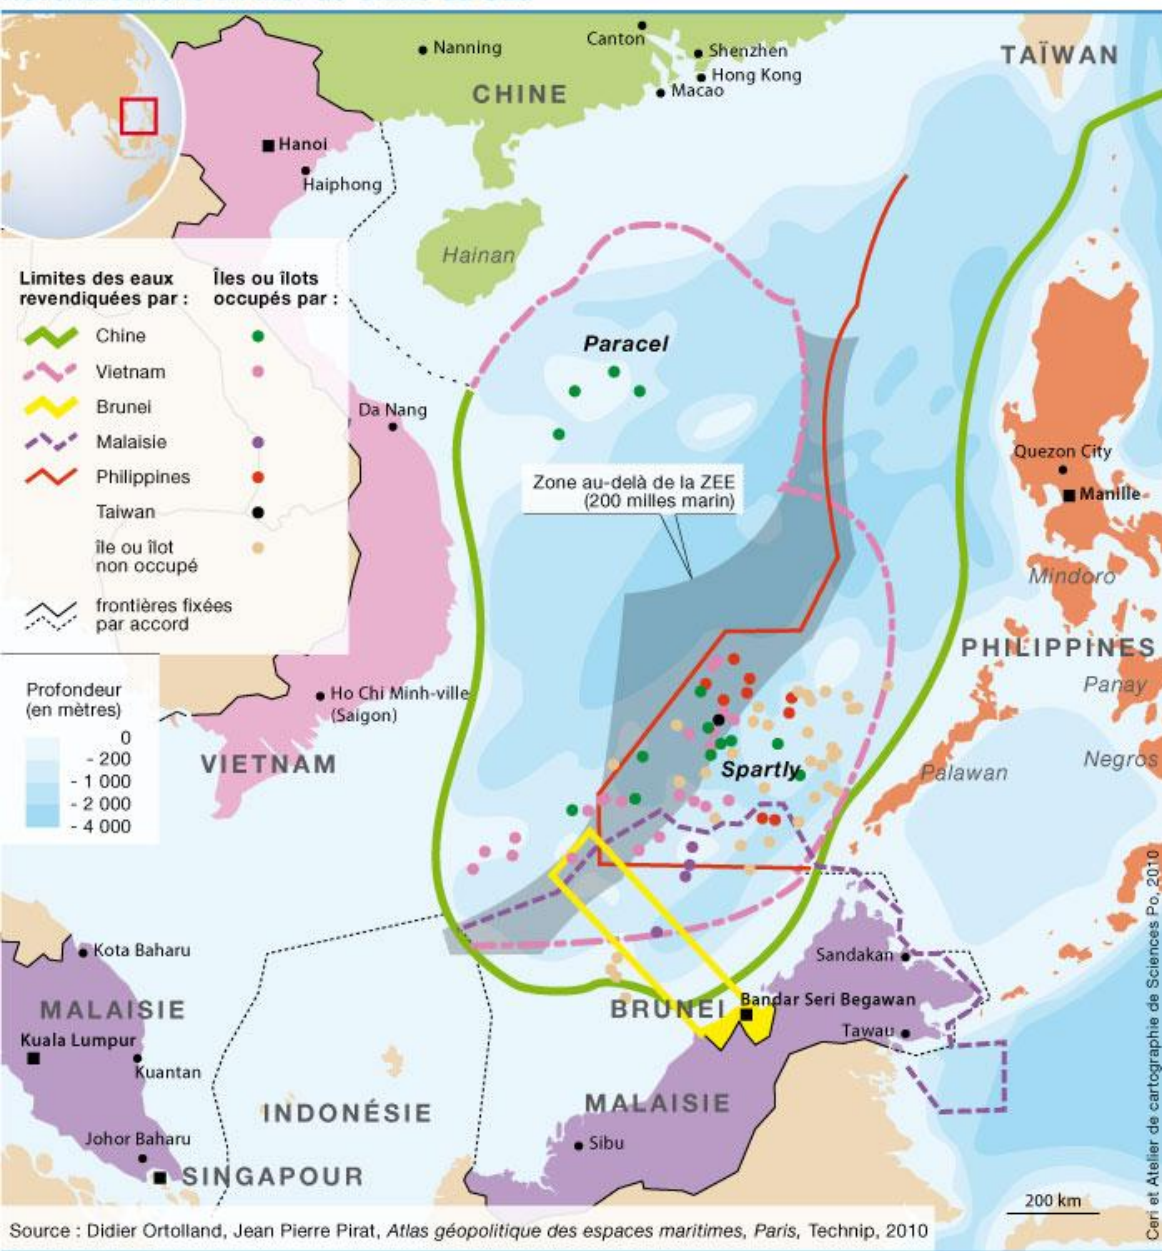 Nanning
Canton
Shenzhen
Hong Kong
Macao
CHINE
TAÏWAN
Hanoi
Haiphong
Hainan
Limites des eaux
revendiquées par :
Îles ou îlots
occupés par :
Chine
Vietnam
Brunei
Malaisie
Philippines
Taiwan
île ou îlot
non occupé
frontières fixées
par accord
Profondeur
(en mètres)
0
- 200
- 1 000
- 2 000
- 4 000
Paracel
Da Nang
Zone au-delà de la ZEE
(200 milles marin)
Quezon City
Manille
Mindoro
PHILIPPINES
Panay
Negros
Palawan
Ho Chi Minh-ville
(Saigon)
VIETNAM
Spartly
Kota Baharu
MALAISIE
Kuala Lumpur
Kuantan
Johor Baharu
SINGAPOUR
INDONÉSIE
BRUNEI
Bandar Seri Begawan
Sandakan
Tawau
MALAISIE
Sibu
200 km
Ceri et Atelier de cartographie de Sciences Po, 2010
Source : Didier Ortolland, Jean Pierre Pirat, Atlas géopolitique des espaces maritimes, Paris, Technip, 2010